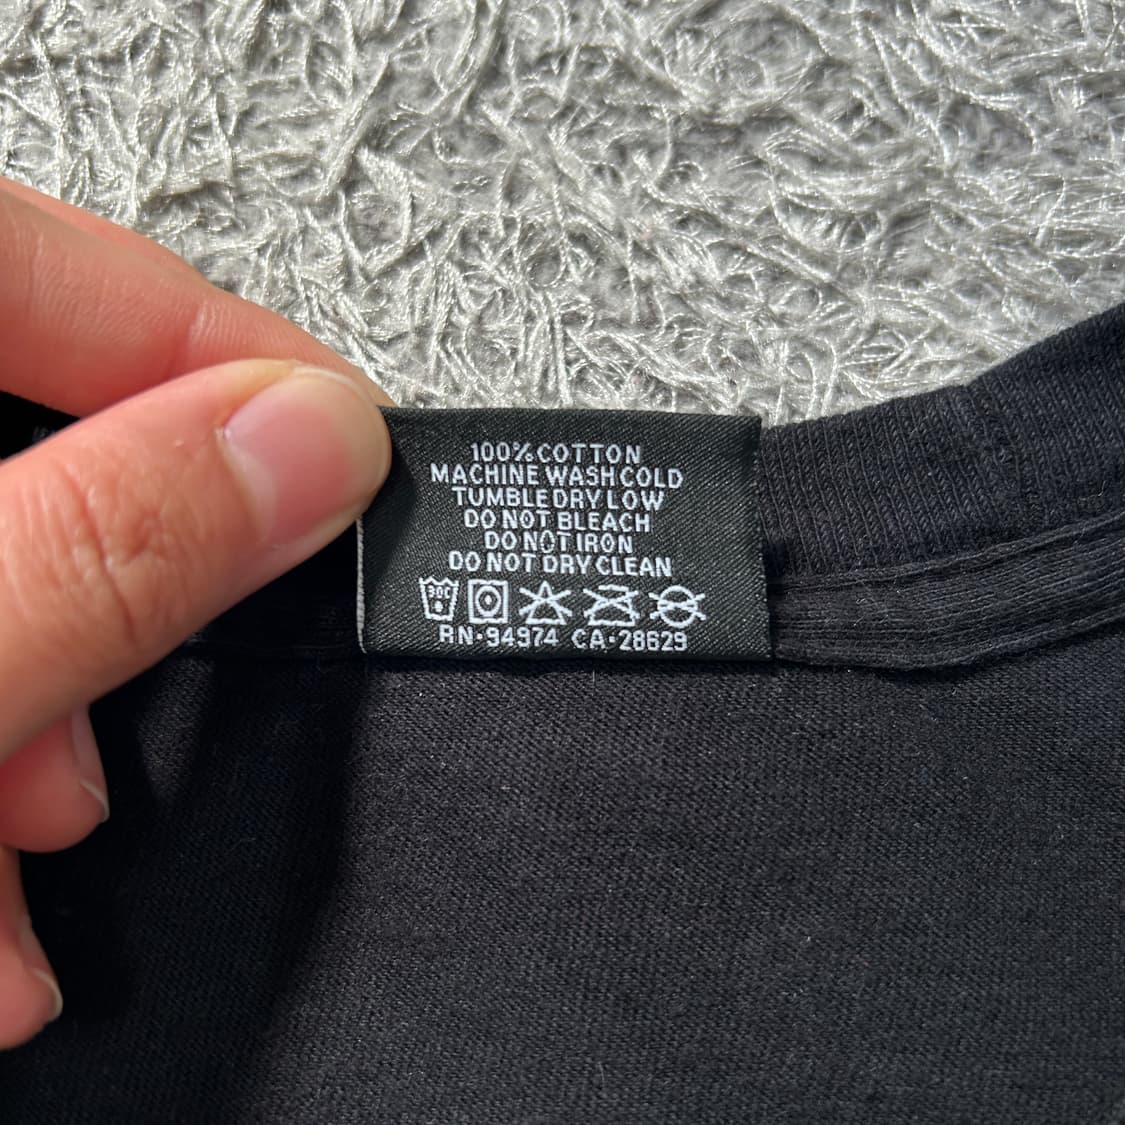 100% COTTON
MACHINE WASH COLD
TUMBLE DRY LOW
DO NOT BLEACH
DO NOT IRON
DO NOT DRY CLEAN
30C
RN·94974 CA·28629